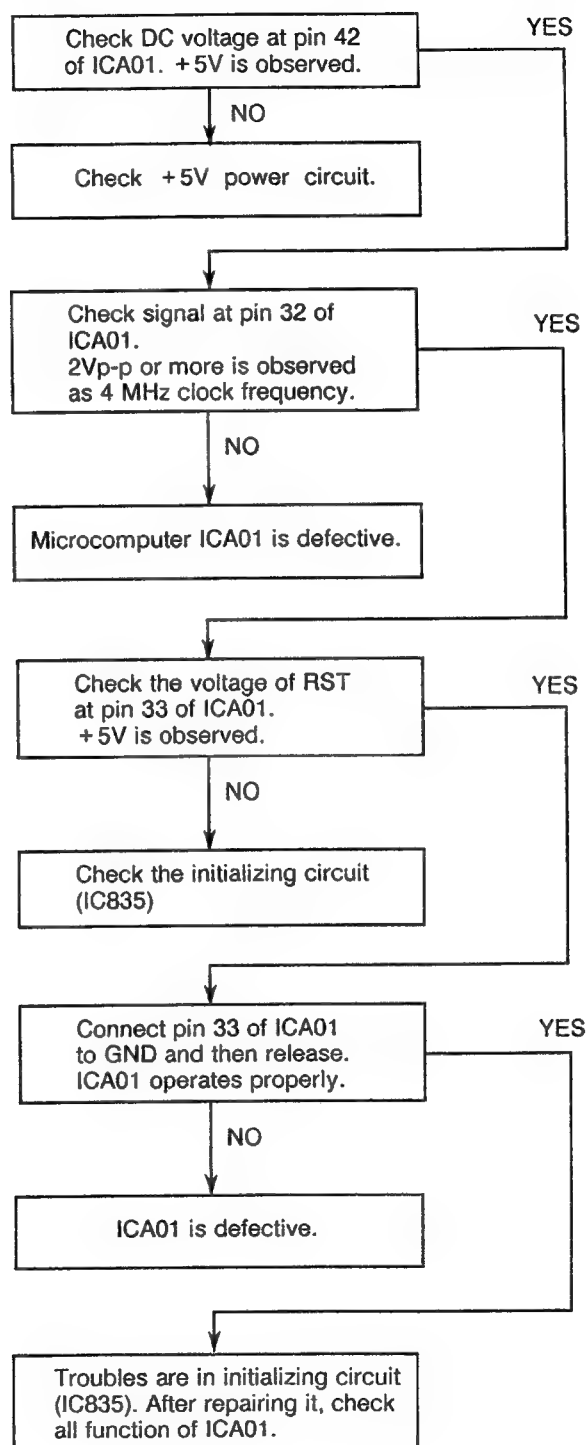 Check DC voltage at pin 42
of ICA01. +5V is observed.
YES
NO
Check +5V power circuit.
Check signal at pin 32 of
ICA01.
2Vp-p or more is observed
as 4 MHz clock frequency.
YES
NO
Microcomputer ICA01 is defective.
Check the voltage of RST
at pin 33 of ICA01.
+5V is observed.
YES
NO
Check the initializing circuit
(IC835)
Connect pin 33 of ICA01
to GND and then release.
ICA01 operates properly.
YES
NO
ICA01 is defective.
Troubles are in initializing circuit
(IC835). After repairing it, check
all function of ICA01.